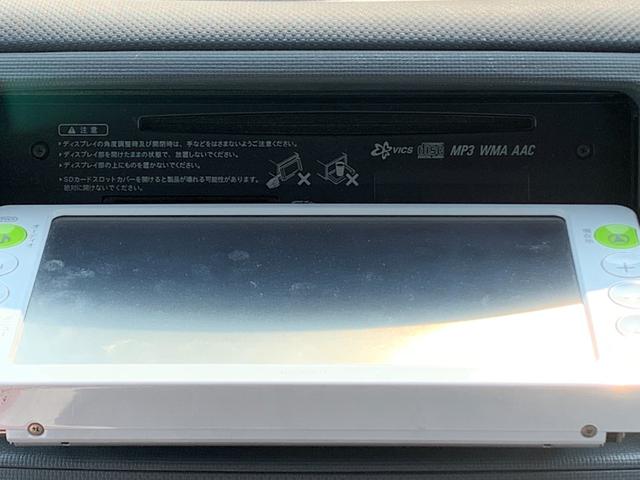 注意
▶ディスプレイの角度調整時及び開閉時は、手などをはさまないようご注意ください。
▶ディスプレイ部を開けたままの状態で、放置しないでください。
▶ディスプレイ部の上にものを置かないでください。
▶SDカードスロットカバーを開けると製品が壊れる可能性があります。
絶対に開けないでください。
VICS disc MP3 WMA AAC
現在地